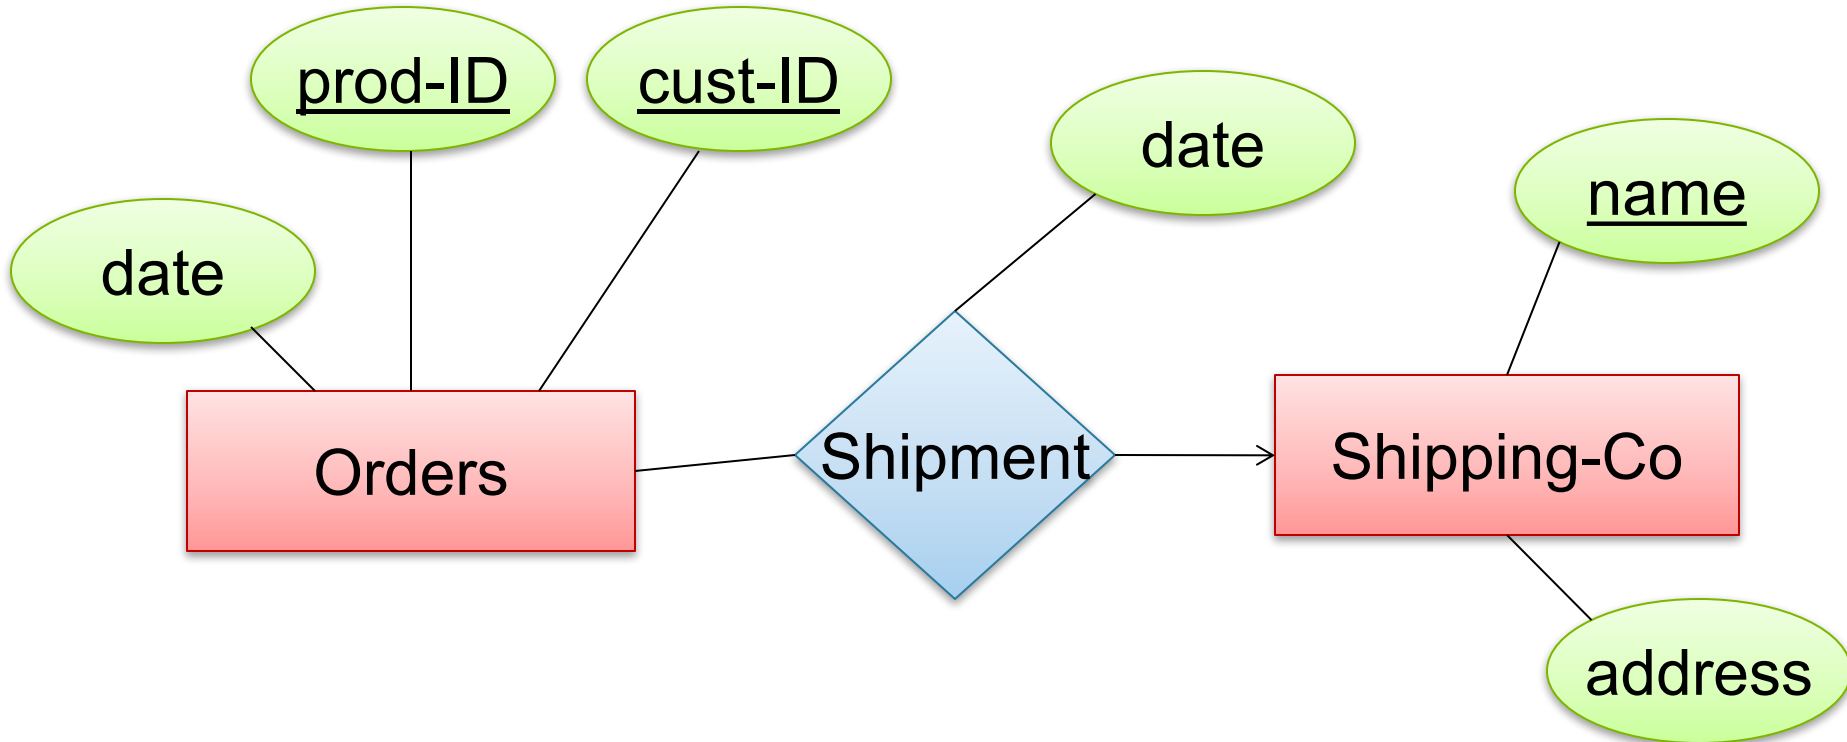 prod-ID
cust-ID
date
name
date
Orders
Shipment
Shipping-Co
address